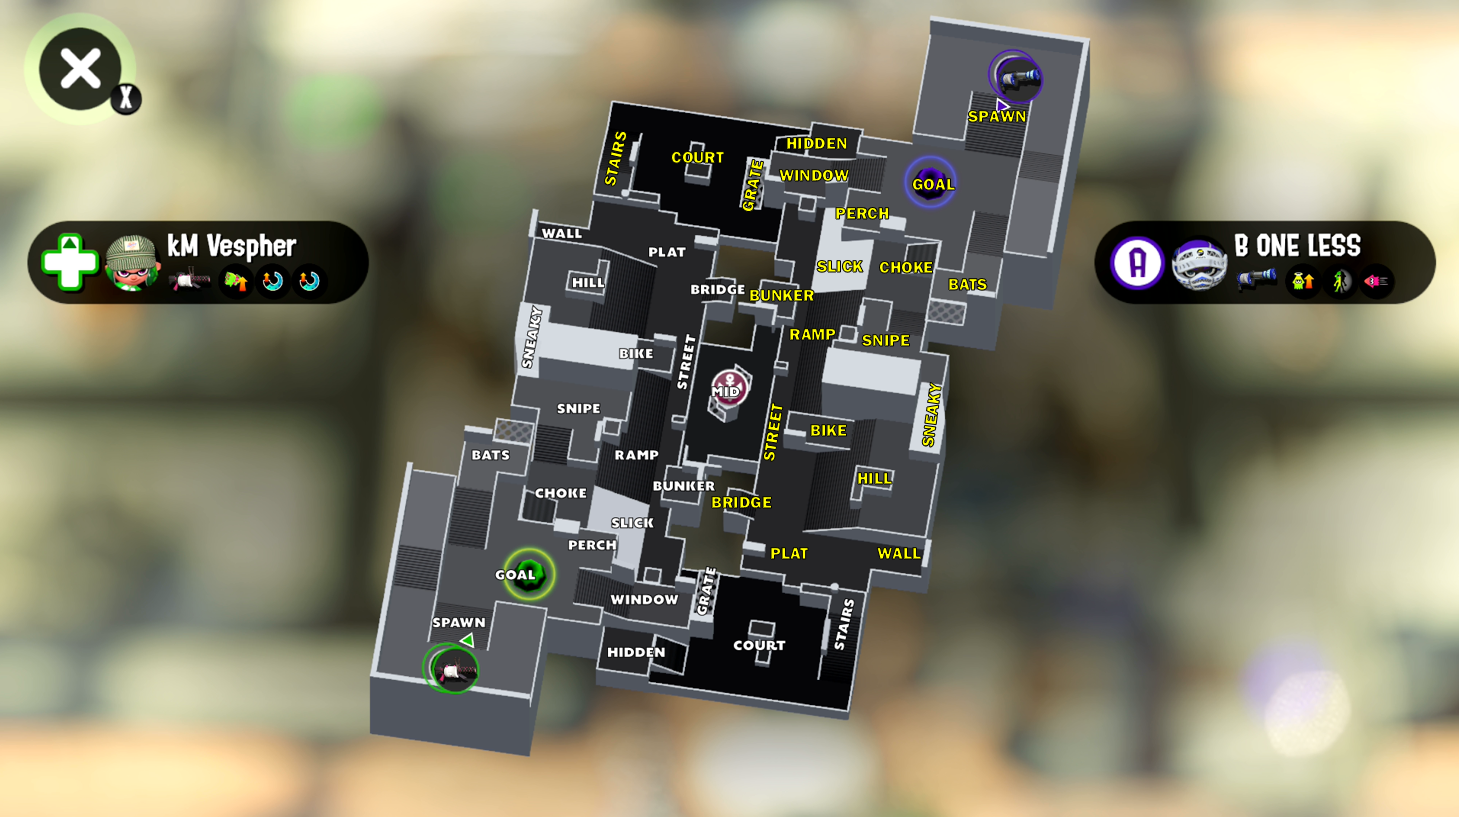 X
kM Vespher
A
B ONE LESS
SPAWN
STAIRS
COURT
GRATE
HIDDEN
WINDOW
GOAL
PERCH
WALL
PLAT
SLICK
CHOKE
BATS
HILL
BRIDGE
BUNKER
SNEAKY
BIKE
STREET
RAMP
SNIPE
MID
SNIPE
STREET
BIKE
SNEAKY
BATS
RAMP
HILL
CHOKE
BUNKER
BRIDGE
SLICK
PERCH
PLAT
WALL
GOAL
WINDOW
GRATE
STAIRS
SPAWN
HIDDEN
COURT